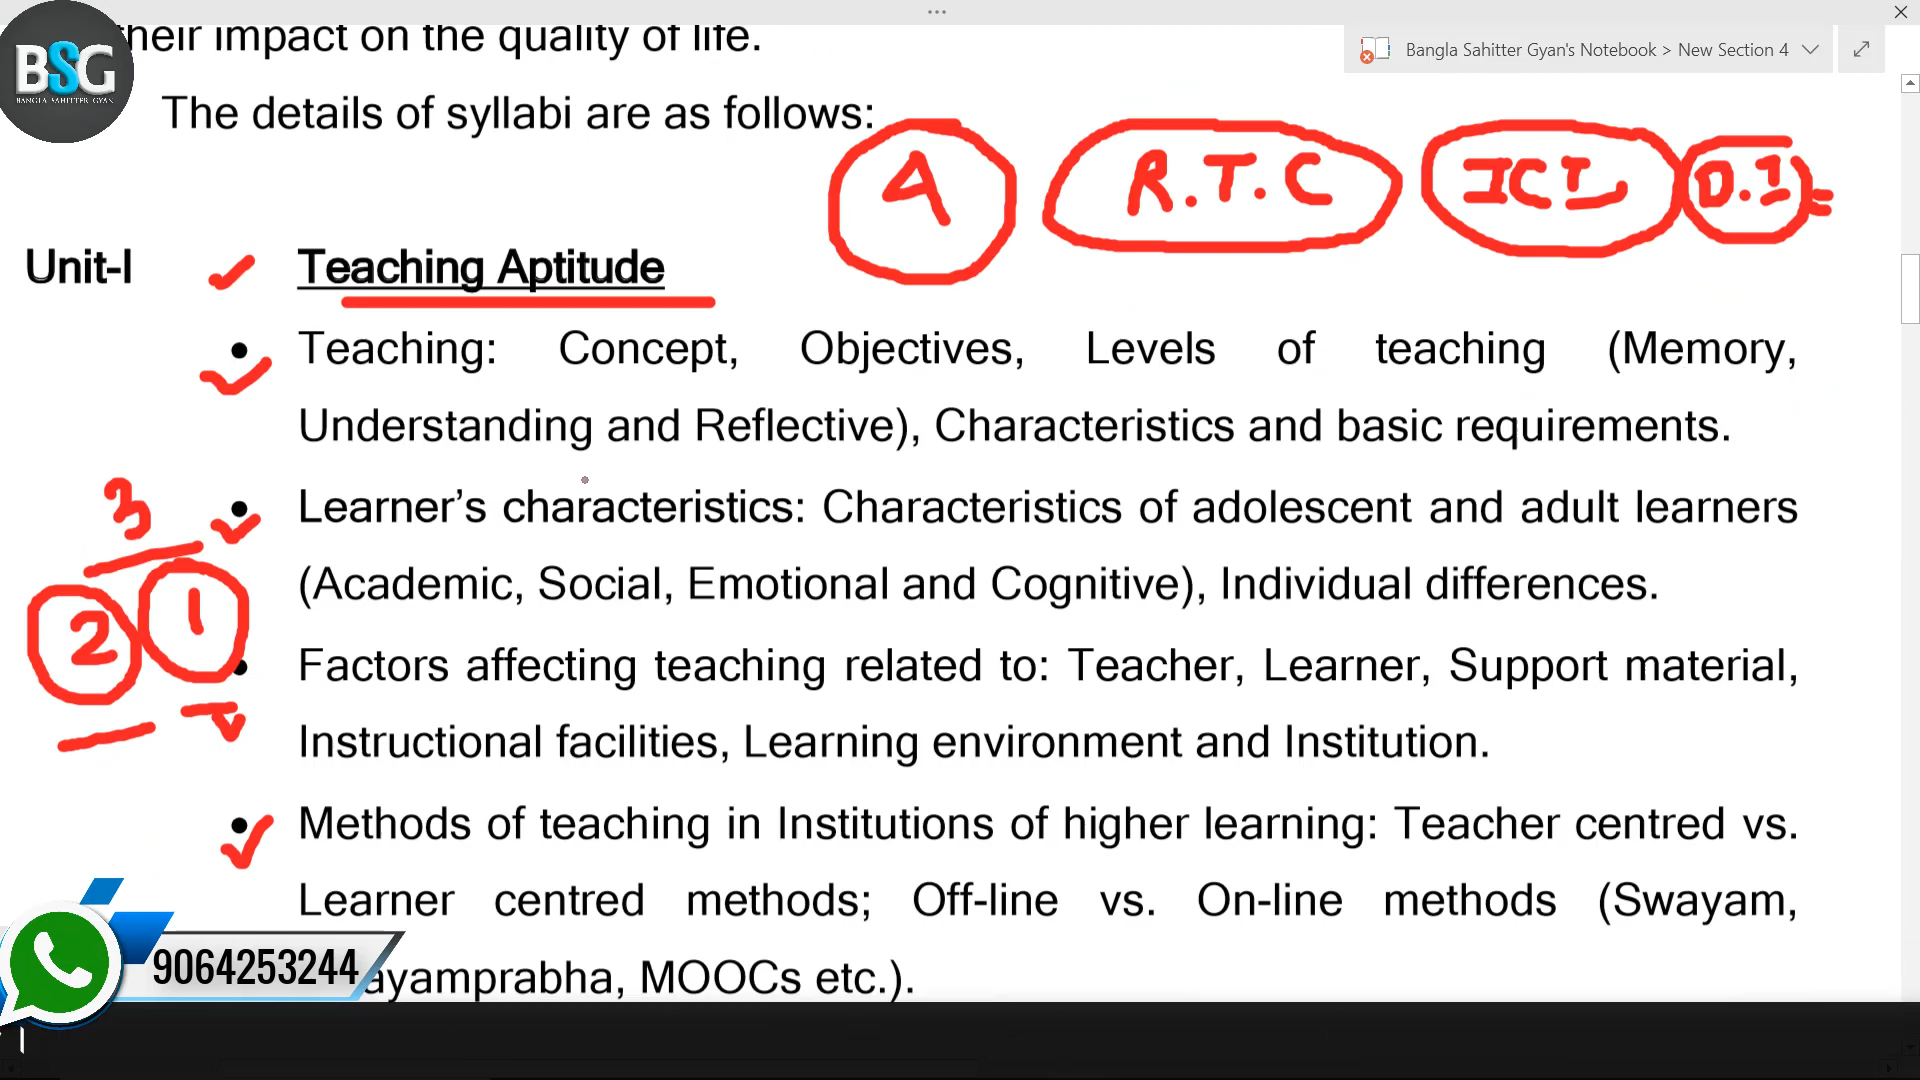 their impact on the quality of life.
BSG
BANGLA SAHITTER GYAN
Bangla Sahitter Gyan's Notebook > New Section 4
The details of syllabi are as follows:
R.T.C
D.I
Unit-I Teaching Aptitude
• Teaching: Concept, Objectives, Levels of teaching (Memory,
Understanding and Reflective), Characteristics and basic requirements.
3
• Learner's characteristics: Characteristics of adolescent and adult learners
(Academic, Social, Emotional and Cognitive), Individual differences.
2 1
• Factors affecting teaching related to: Teacher, Learner, Support material,
Instructional facilities, Learning environment and Institution.
• Methods of teaching in Institutions of higher learning: Teacher centred vs.
Learner centred methods; Off-line vs. On-line methods (Swayam,
ayamprabha, MOOCs etc.).
9064253244